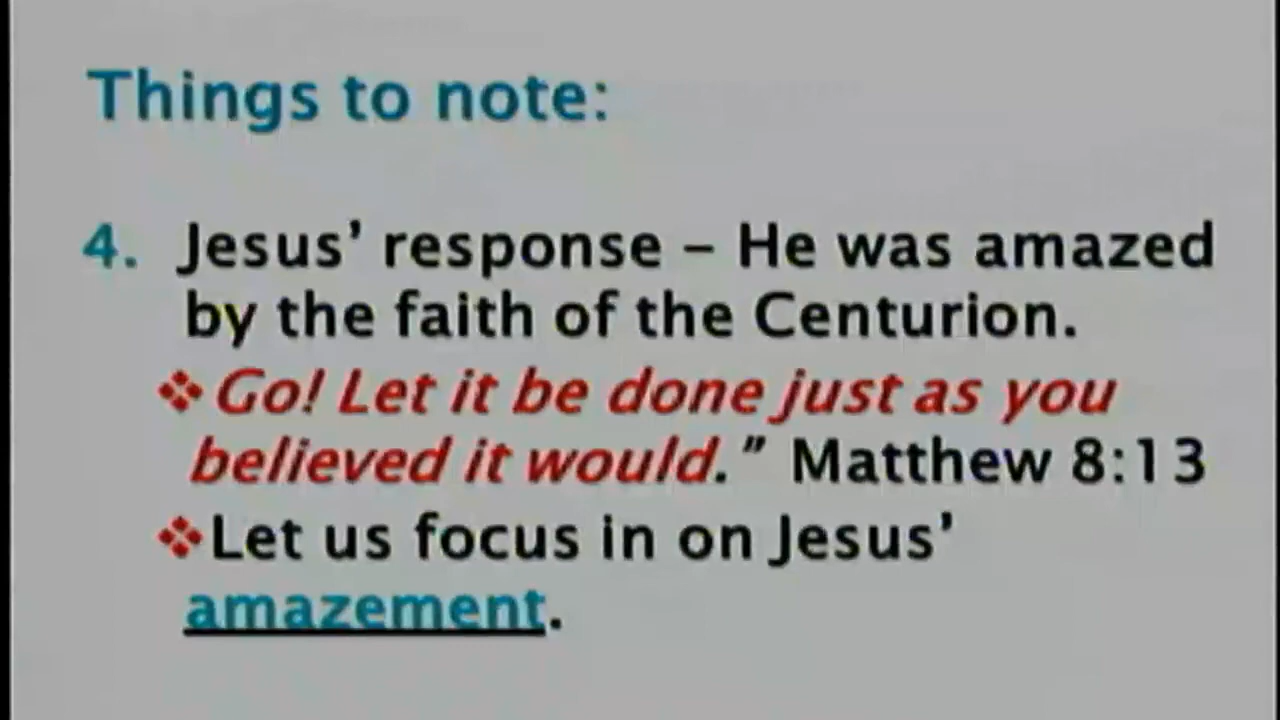 Things to note:
4. Jesus’ response – He was amazed
by the faith of the Centurion.
❖Go! Let it be done just as you
believed it would.” Matthew 8:13
❖Let us focus in on Jesus’
amazement.